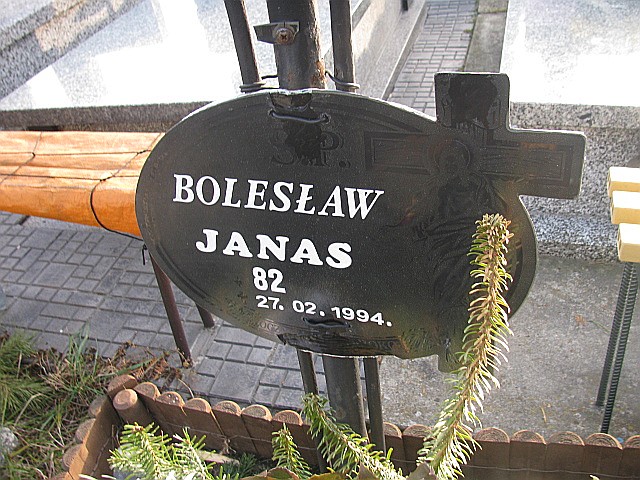 Ś.P.
BOLESŁAW
JANAS
82
27. 02. 1994.